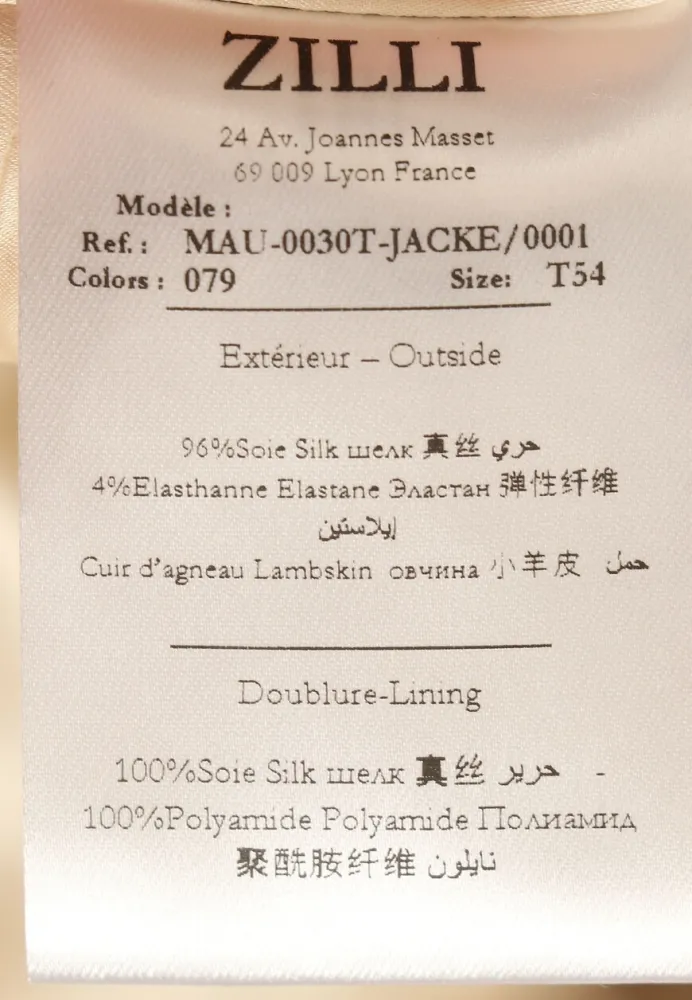 ZILLI
24 Av. Joannes Masset
69 009 Lyon France
Modèle :
Ref. : MAU-0030T-JACKE/0001
Colors : 079 Size: T54
Extérieur – Outside
96%Soie Silk шелк 真丝 حري
4%Elasthanne Elastane Эластан 弹性纤维
إيلاستين
Cuir d'agneau Lambskin овчина 小羊皮 حمل
Doublure-Lining
100%Soie Silk шелк 真丝 حرير -
100%Polyamide Polyamide Полиамид
聚酰胺纤维 نايلون